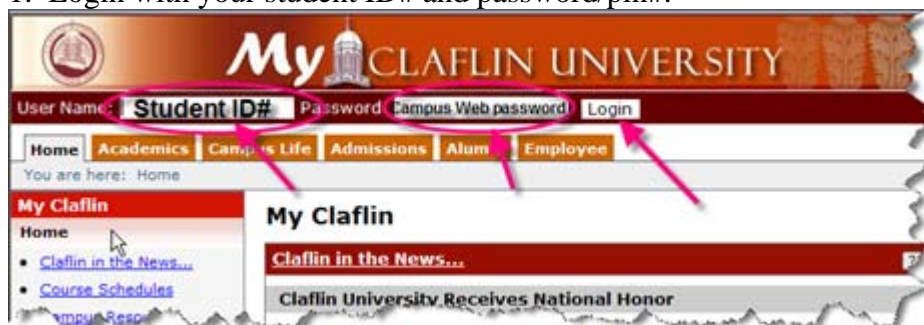 1. Login with your student ID# and password/pin#.
My CLAFLIN UNIVERSITY
User Name: Student ID# Password Campus Web password Login
Home Academics Campus Life Admissions Alumni Employee
You are here: Home
My Claflin
Home
• Claflin in the News...
• Course Schedules
My Claflin
Claflin in the News...
Claflin University Receives National Honor